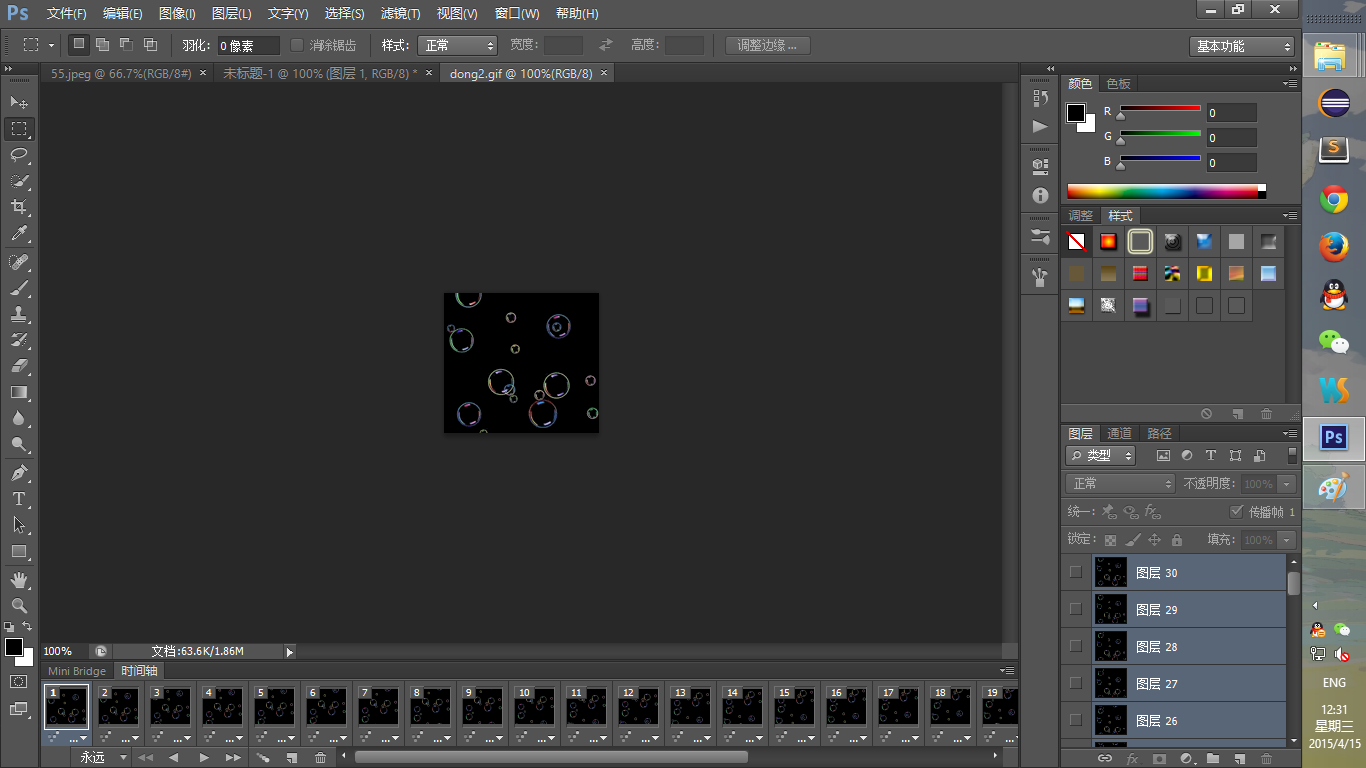 Ps 文件(F) 编辑(E) 图像(I) 图层(L) 文字(Y) 选择(S) 滤镜(T) 视图(V) 窗口(W) 帮助(H)
羽化: 0 像素 消除锯齿 样式: 正常 宽度: 高度: 调整边缘 ... 基本功能
55.jpeg @ 66.7%(RGB/8#) × 未标题-1 @ 100% (图层 1, RGB/8) * × dong2.gif @ 100%(RGB/8) ×
颜色 色板
R 0
G 0
B 0
调整 样式
图层 通道 路径
类型
正常 不透明度: 100%
统一: 传播帧 1
锁定: 填充: 100%
图层 30
图层 29
图层 28
图层 27
图层 26
100% 文档:63.6K/1.86M
Mini Bridge 时间轴
1 2 3 4 5 6 7 8 9 10 11 12 13 14 15 16 17 18 19
永远
S
Ps
ENG
12:31
星期三
2015/4/15